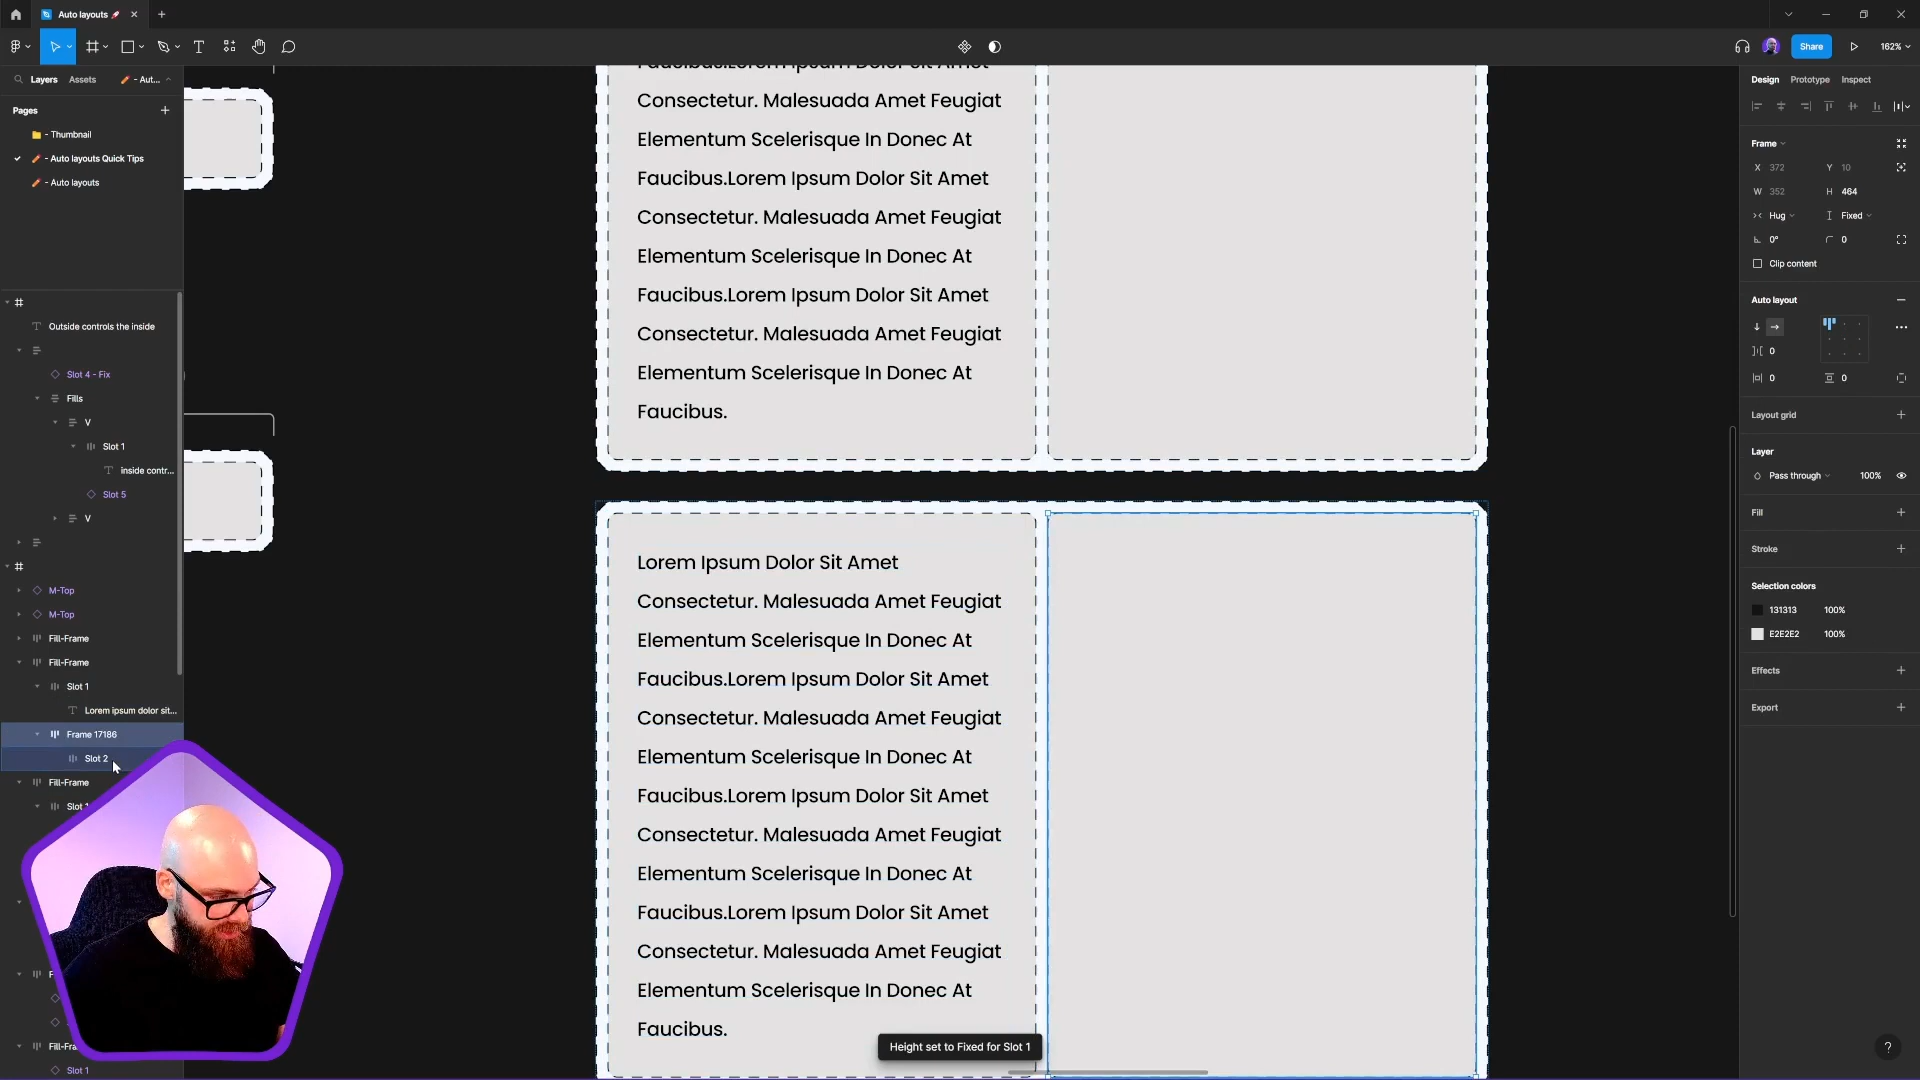 Auto layouts
Share
162%
Layers
Assets
- Aut...
Pages
- Thumbnail
- Auto layouts Quick Tips
- Auto layouts
Outside controls the inside
Slot 4 - Fix
Fills
V
Slot 1
inside contr...
Slot 5
V
M-Top
M-Top
Fill-Frame
Fill-Frame
Slot 1
Lorem ipsum dolor sit...
Frame 17186
Slot 2
Fill-Frame
Slot 1
Slot 1
Consectetur. Malesuada Amet Feugiat
Elementum Scelerisque In Donec At
Faucibus.Lorem Ipsum Dolor Sit Amet
Consectetur. Malesuada Amet Feugiat
Elementum Scelerisque In Donec At
Faucibus.Lorem Ipsum Dolor Sit Amet
Consectetur. Malesuada Amet Feugiat
Elementum Scelerisque In Donec At
Faucibus.
Lorem Ipsum Dolor Sit Amet
Consectetur. Malesuada Amet Feugiat
Elementum Scelerisque In Donec At
Faucibus.Lorem Ipsum Dolor Sit Amet
Consectetur. Malesuada Amet Feugiat
Elementum Scelerisque In Donec At
Faucibus.Lorem Ipsum Dolor Sit Amet
Consectetur. Malesuada Amet Feugiat
Elementum Scelerisque In Donec At
Faucibus.Lorem Ipsum Dolor Sit Amet
Consectetur. Malesuada Amet Feugiat
Elementum Scelerisque In Donec At
Faucibus.
Height set to Fixed for Slot 1
Design
Prototype
Inspect
Frame
X 372
Y 10
W 352
H 464
Hug
Fixed
0°
0
Clip content
Auto layout
0
0
0
Layout grid
Layer
Pass through
100%
Fill
Stroke
Selection colors
131313
100%
E2E2E2
100%
Effects
Export
?